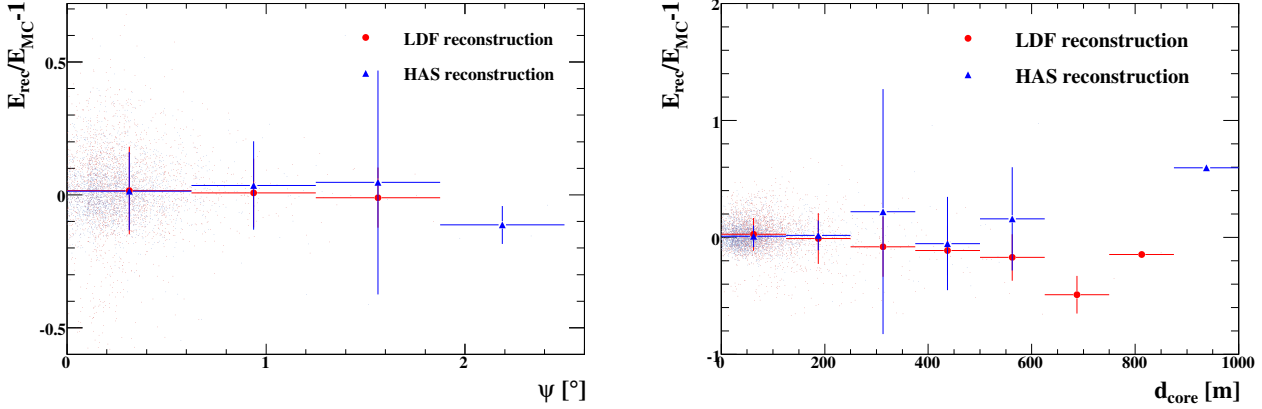 E_rec/E_MC-1
LDF reconstruction
HAS reconstruction
0.5
0
-0.5
0 1 2
ψ [°]
E_rec/E_MC-1
LDF reconstruction
HAS reconstruction
2
1
0
-1
0 200 400 600 800 1000
d_core [m]